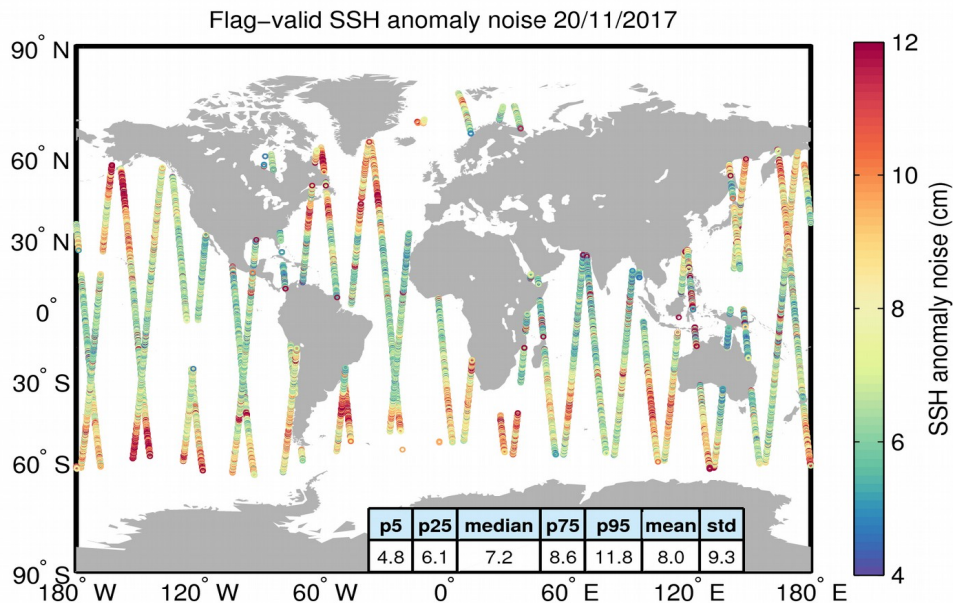 Flag−valid SSH anomaly noise 20/11/2017
90° N
60° N
30° N
0°
30° S
60° S
90° S
180° W
120° W
60° W
0°
60° E
120° E
180° E
12
10
8
6
4
SSH anomaly noise (cm)
p5 p25 median p75 p95 mean std
4.8 6.1 7.2 8.6 11.8 8.0 9.3